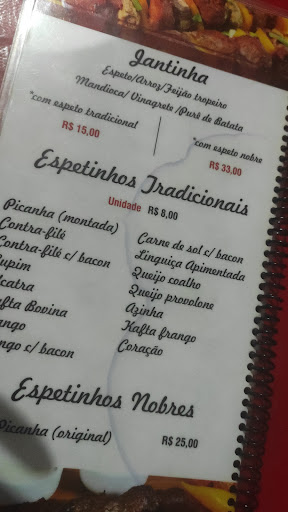 Jantinha
Espeto/Arroz/Feijão tropeiro
Mandioca/ Vinagrete /Purê de Batata
*com espeto tradicional
R$ 15,00
*com espeto nobre
R$ 33,00
Espetinhos Tradicionais
Unidade R$ 8,00
Picanha (montada)
Contra-filé
Contra-filé c/ bacon
Cupim
Alcatra
Kafta Bovina
Frango
Frango c/ bacon
Carne de sol c/ bacon
Linguiça Apimentada
Queijo coalho
Queijo provolone
Azinha
Kafta frango
Coração
Espetinhos Nobres
Picanha (original)
R$ 25,00